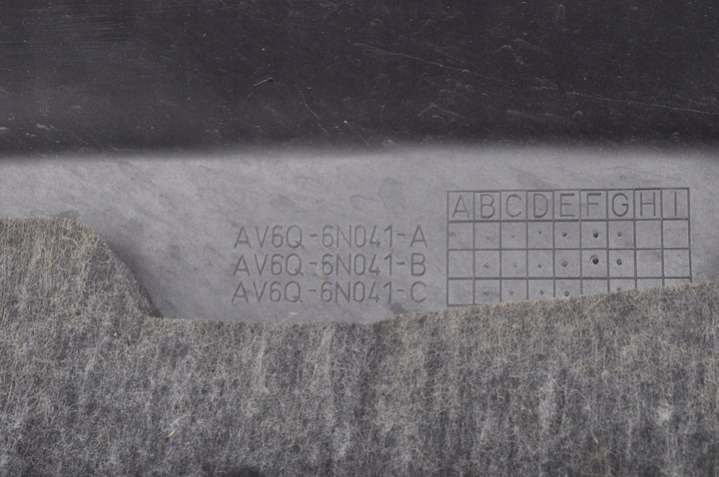 A B C D E F G H I
AV6Q-6N041-A
AV6Q-6N041-B
AV6Q-6N041-C